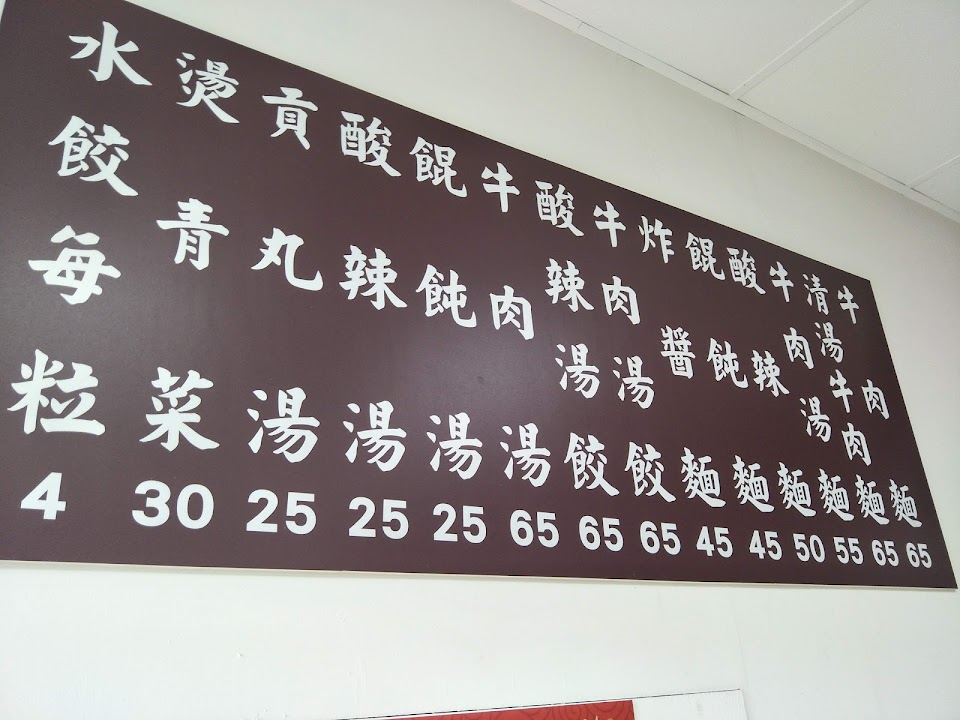 牛肉麵 65
清湯牛肉麵 65
牛肉湯麵 55
酸辣麵 50
餛飩麵 45
炸醬麵 45
牛肉湯餃 65
酸辣湯餃 65
牛肉湯 65
餛飩湯 25
酸辣湯 25
貢丸湯 25
燙青菜 30
水餃每粒 4